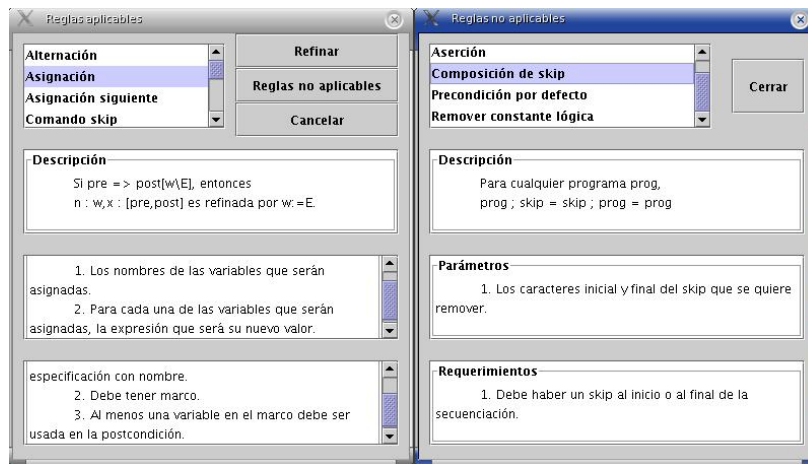 Reglas aplicables
Alternación
Asignación
Asignación siguiente
Comando skip
Refinar
Reglas no aplicables
Cancelar
Descripción
Si pre => post[w\E], entonces
n : w,x : [pre,post] es refinada por w:=E.
1. Los nombres de las variables que serán
asignadas.
2. Para cada una de las variables que serán
asignadas, la expresión que será su nuevo valor.
especificación con nombre.
2. Debe tener marco.
3. Al menos una variable en el marco debe ser
usada en la postcondición.
Reglas no aplicables
Aserción
Composición de skip
Precondición por defecto
Remover constante lógica
Cerrar
Descripción
Para cualquier programa prog,
prog ; skip = skip ; prog = prog
Parámetros
1. Los caracteres inicial y final del skip que se quiere
remover.
Requerimientos
1. Debe haber un skip al inicio o al final de la
secuenciación.